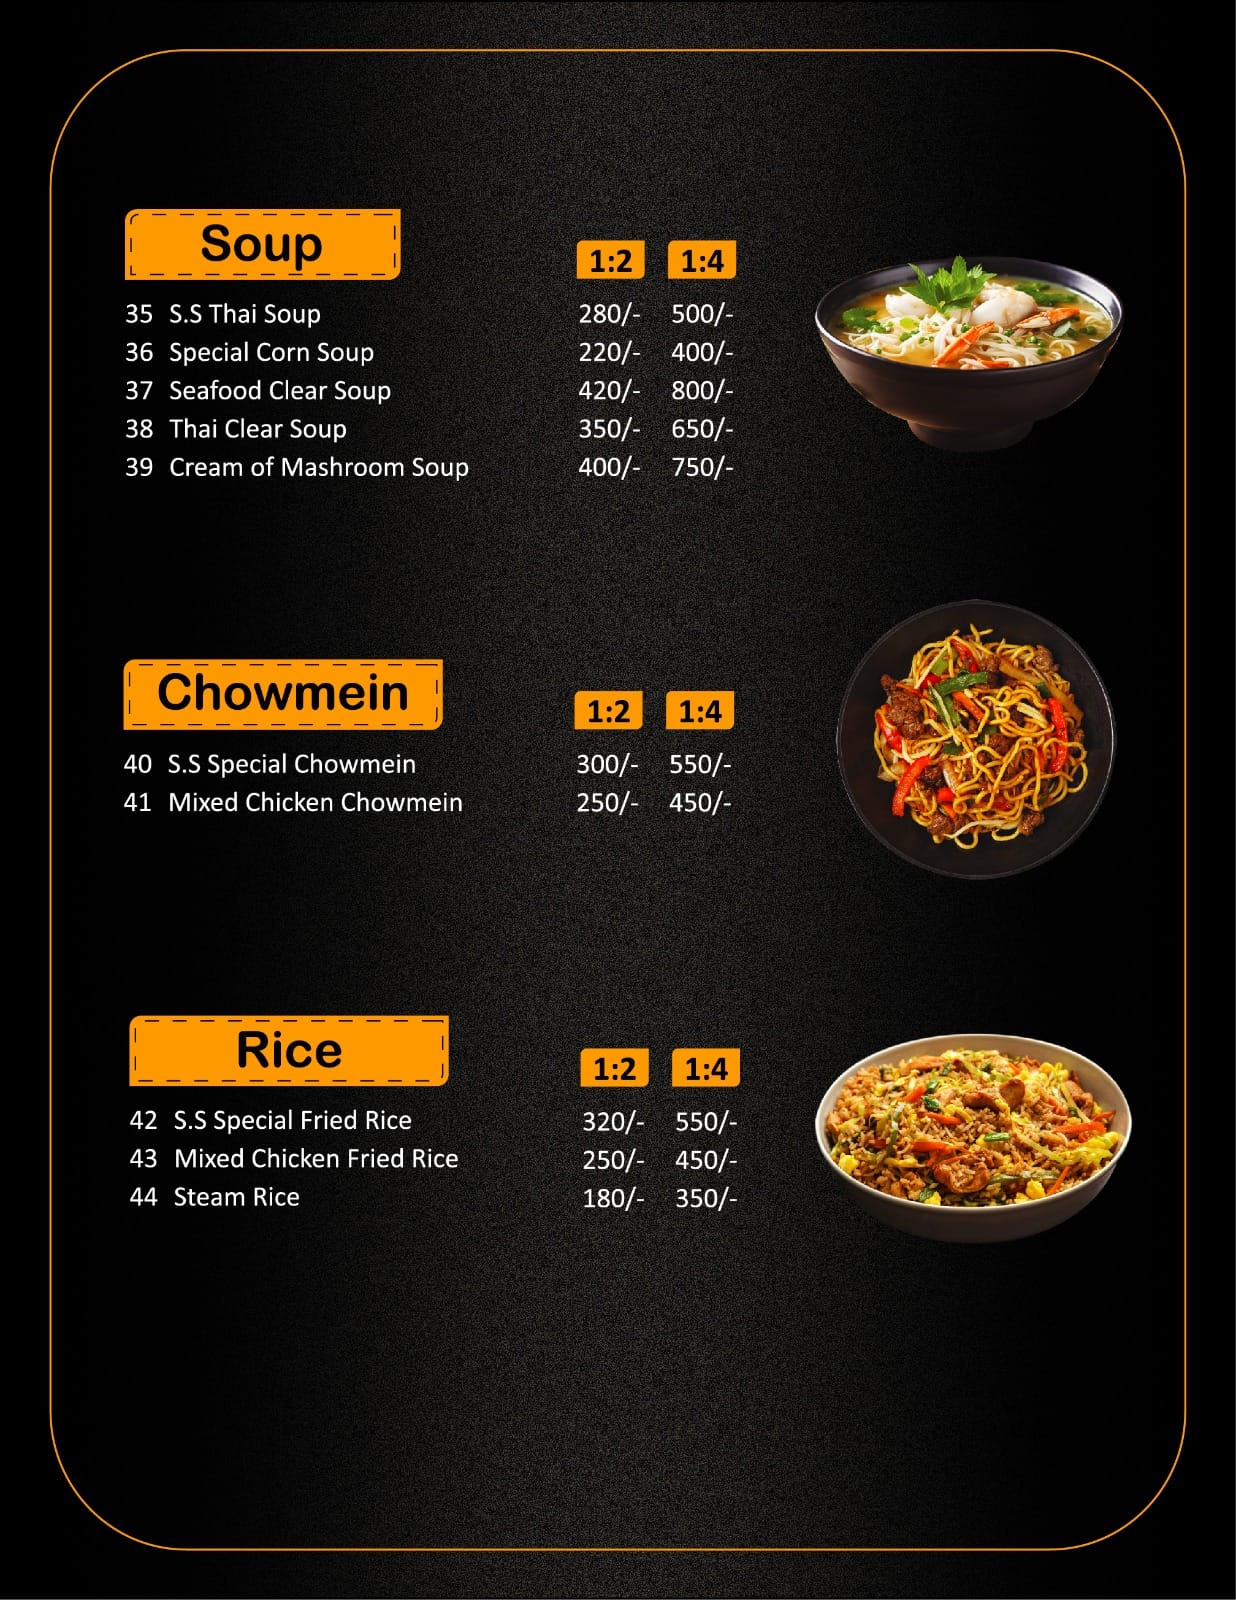 Soup 1:2 1:4
35 S.S Thai Soup 280/- 500/-
36 Special Corn Soup 220/- 400/-
37 Seafood Clear Soup 420/- 800/-
38 Thai Clear Soup 350/- 650/-
39 Cream of Mashroom Soup 400/- 750/-
Chowmein 1:2 1:4
40 S.S Special Chowmein 300/- 550/-
41 Mixed Chicken Chowmein 250/- 450/-
Rice 1:2 1:4
42 S.S Special Fried Rice 320/- 550/-
43 Mixed Chicken Fried Rice 250/- 450/-
44 Steam Rice 180/- 350/-